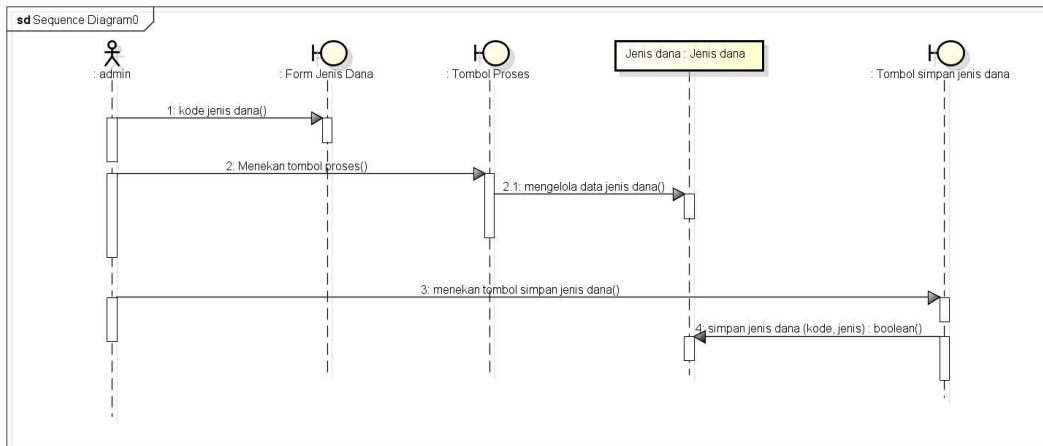 sd Sequence Diagram0
: admin
: Form Jenis Dana
: Tombol Proses
Jenis dana : Jenis dana
: Tombol simpan jenis dana
1: kode jenis dana()
2: Menekan tombol proses()
2.1: mengelola data jenis dana()
3: menekan tombol simpan jenis dana()
4: simpan jenis dana (kode, jenis) : boolean()